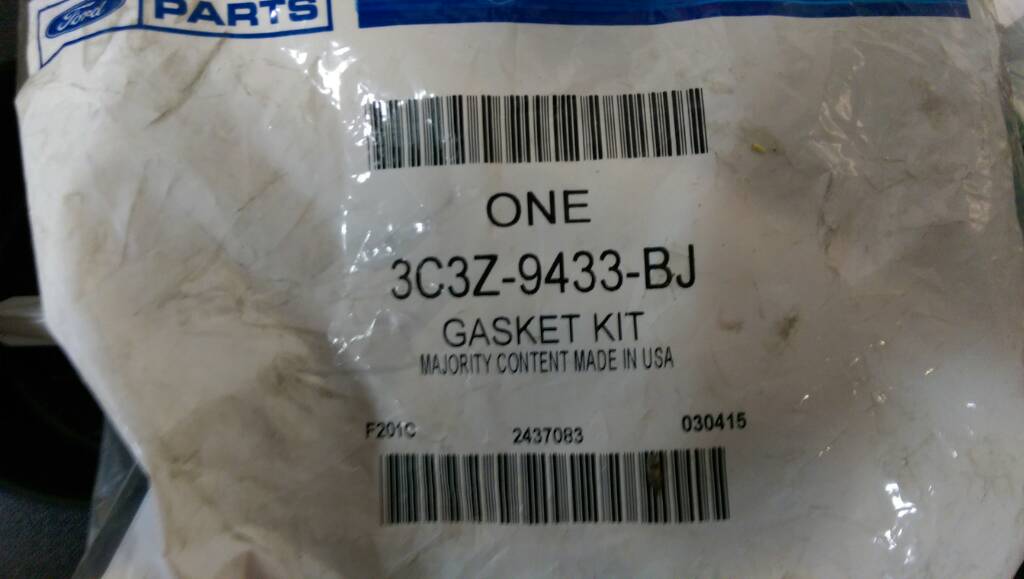 Ford PARTS
ONE
3C3Z-9433-BJ
GASKET KIT
MAJORITY CONTENT MADE IN USA
F201C 2437083 030415